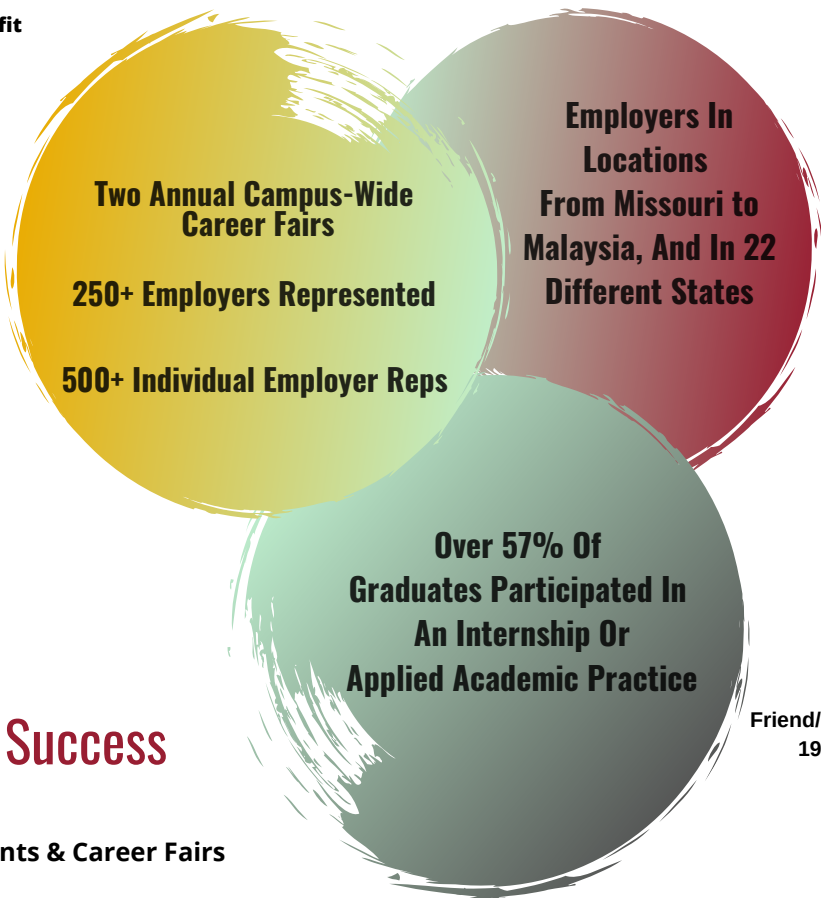 fit
Two Annual Campus-Wide
Career Fairs
250+ Employers Represented
500+ Individual Employer Reps
Employers In
Locations
From Missouri to
Malaysia, And In 22
Different States
Over 57% Of
Graduates Participated In
An Internship Or
Applied Academic Practice
Friend/
19
Success
nts & Career Fairs